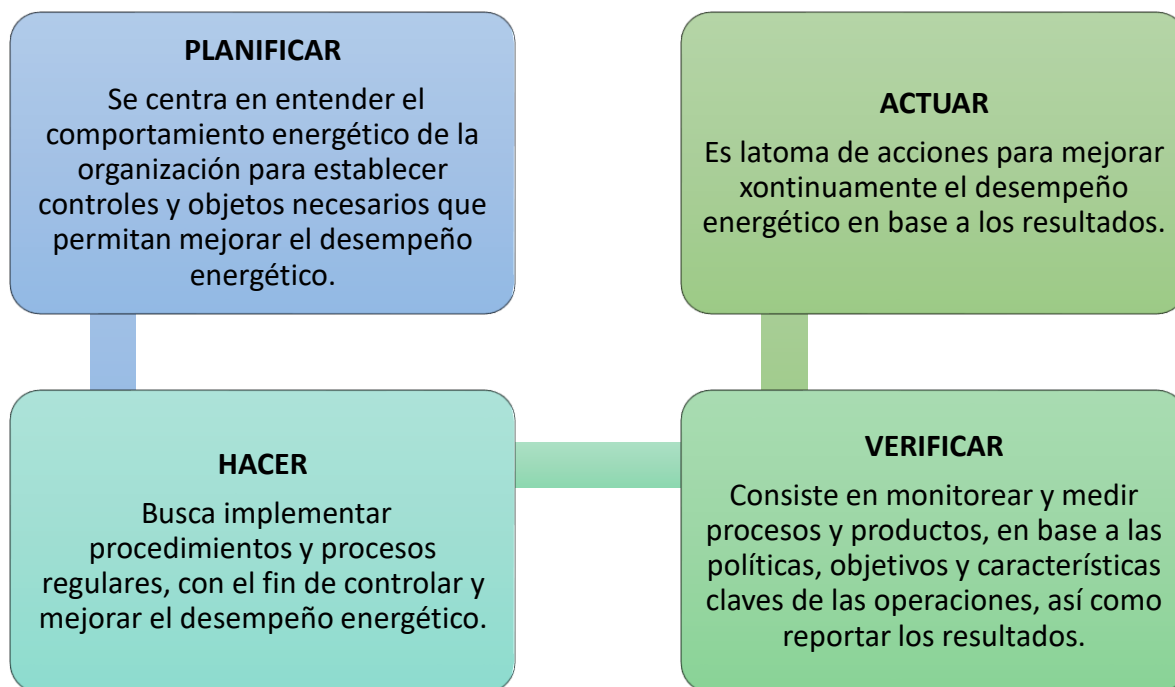 PLANIFICAR
Se centra en entender el
comportamiento energético de la
organización para establecer
controles y objetos necesarios que
permitan mejorar el desempeño
energético.
HACER
Busca implementar
procedimientos y procesos
regulares, con el fin de controlar y
mejorar el desempeño energético.
VERIFICAR
Consiste en monitorear y medir
procesos y productos, en base a las
políticas, objetivos y características
claves de las operaciones, así como
reportar los resultados.
ACTUAR
Es latoma de acciones para mejorar
xontinuamente el desempeño
energético en base a los resultados.